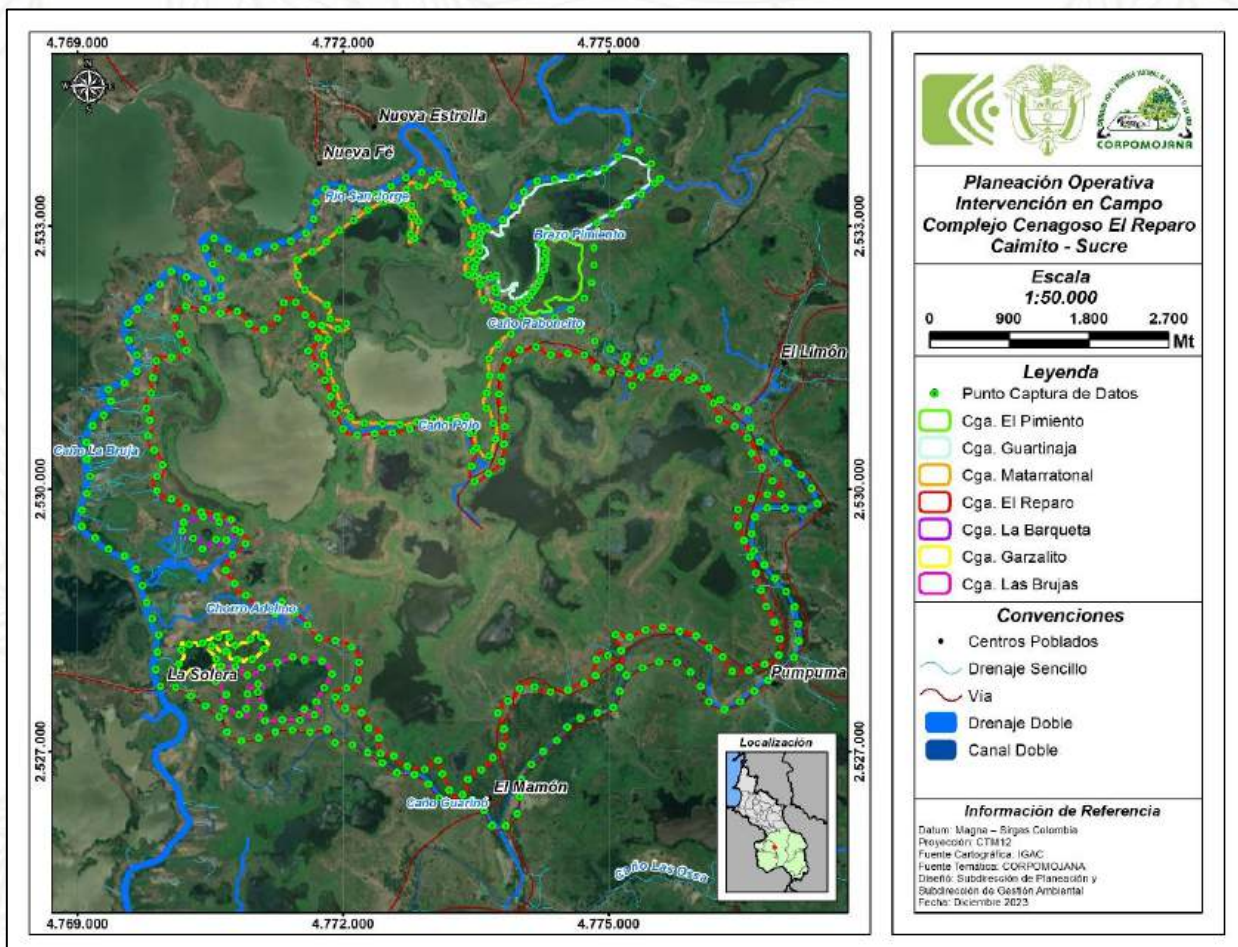 4.769.000
4.772.000
4.775.000
2.533.000
2.530.000
2.527.000
N
W
S
Nueva Estrella
Nueva Fé
Rio San Jorge
Brazo Pimiento
Caño Raboncito
El Limón
Caño Pojo
Caño La Bruja
Chorro Adelmo
La Solera
Pumpuma
El Mamón
Caño Guarinó
Caño Las Ossa
Localización
2.533.000
2.530.000
2.527.000
4.769.000
4.772.000
4.775.000
CORPOMOJANA
Planeación Operativa
Intervención en Campo
Complejo Cenagoso El Reparo
Caimito - Sucre
Escala
1:50.000
0 900 1.800 2.700
Mt
Leyenda
Punto Captura de Datos
Cga. El Pimiento
Cga. Guartinaja
Cga. Matarratonal
Cga. El Reparo
Cga. La Barqueta
Cga. Garzalito
Cga. Las Brujas
Convenciones
Centros Poblados
Drenaje Sencillo
Vía
Drenaje Doble
Canal Doble
Información de Referencia
Datum: Magna – Sirgas Colombia
Proyección: CTM12
Fuente Cartográfica: IGAC
Fuente Temática: CORPOMOJANA
Diseñó: Subdirección de Planeación y
Subdirección de Gestión Ambiental
Fecha: Diciembre 2023